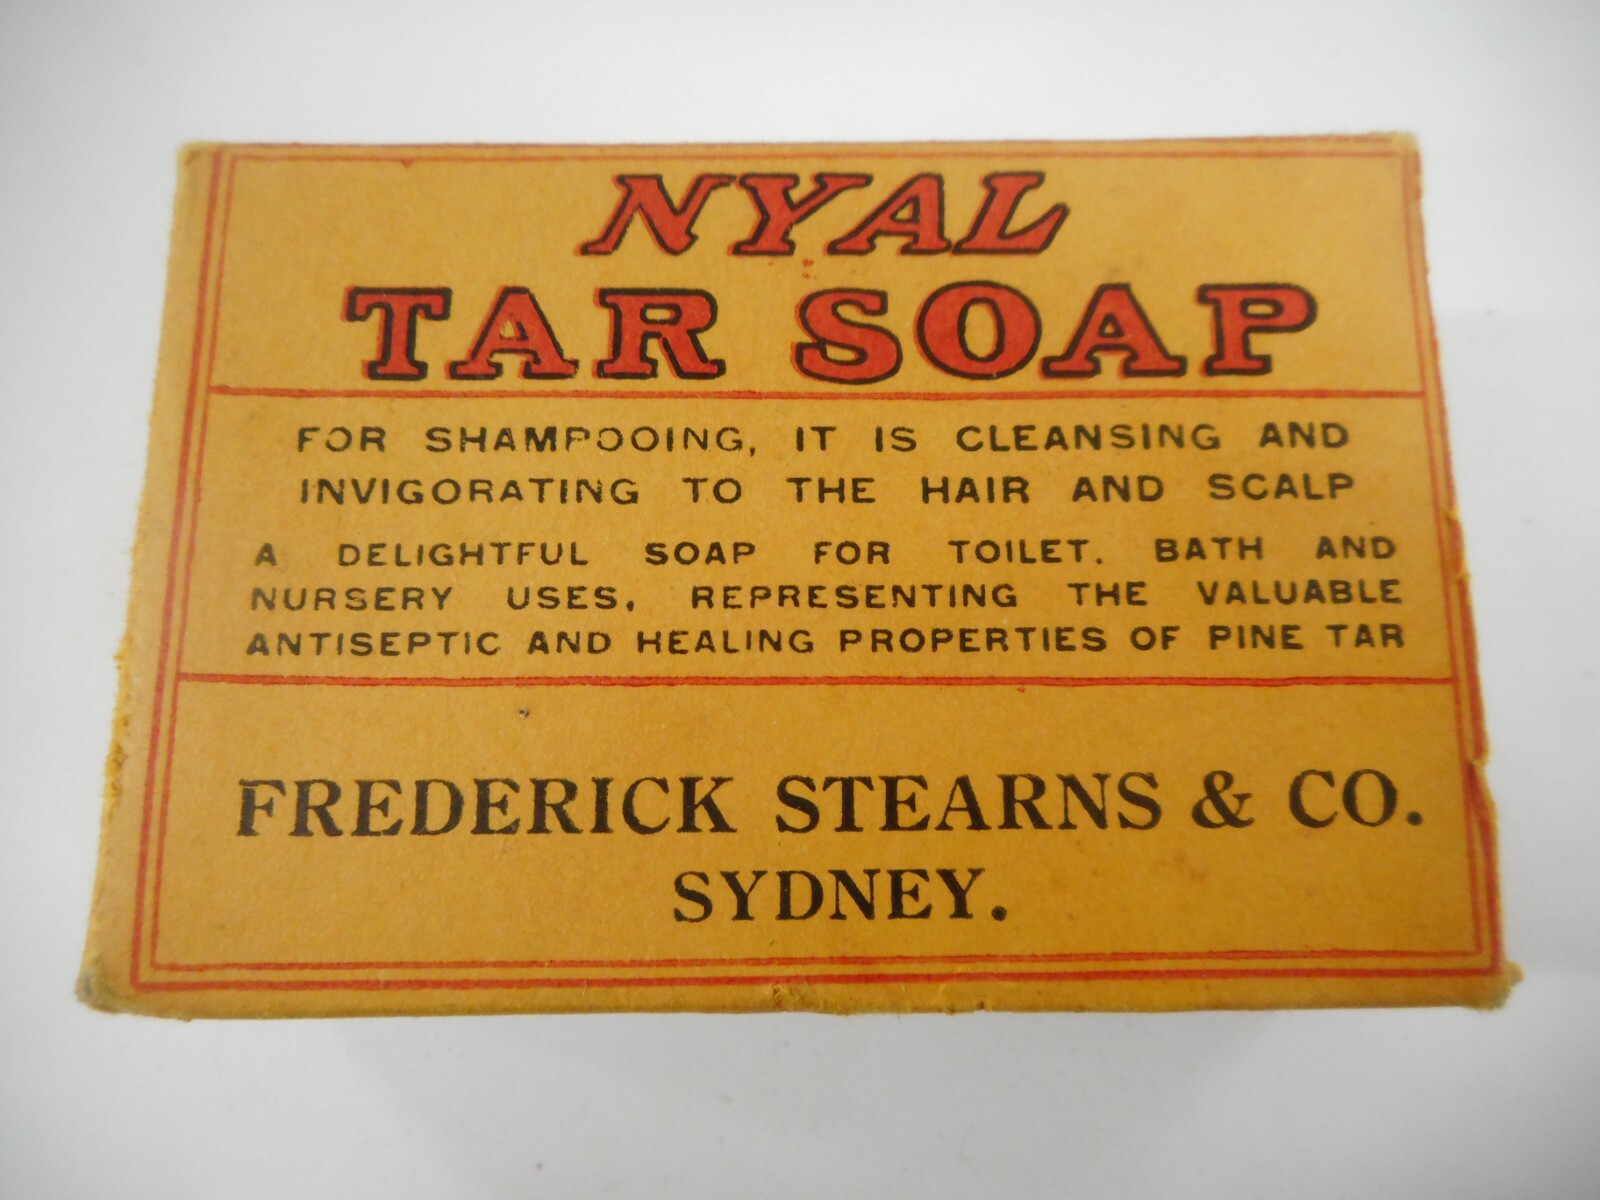 NYAL
TAR SOAP
FOR SHAMPOOING, IT IS CLEANSING AND
INVIGORATING TO THE HAIR AND SCALP
A DELIGHTFUL SOAP FOR TOILET. BATH AND
NURSERY USES, REPRESENTING THE VALUABLE
ANTISEPTIC AND HEALING PROPERTIES OF PINE TAR
FREDERICK STEARNS & CO.
SYDNEY.